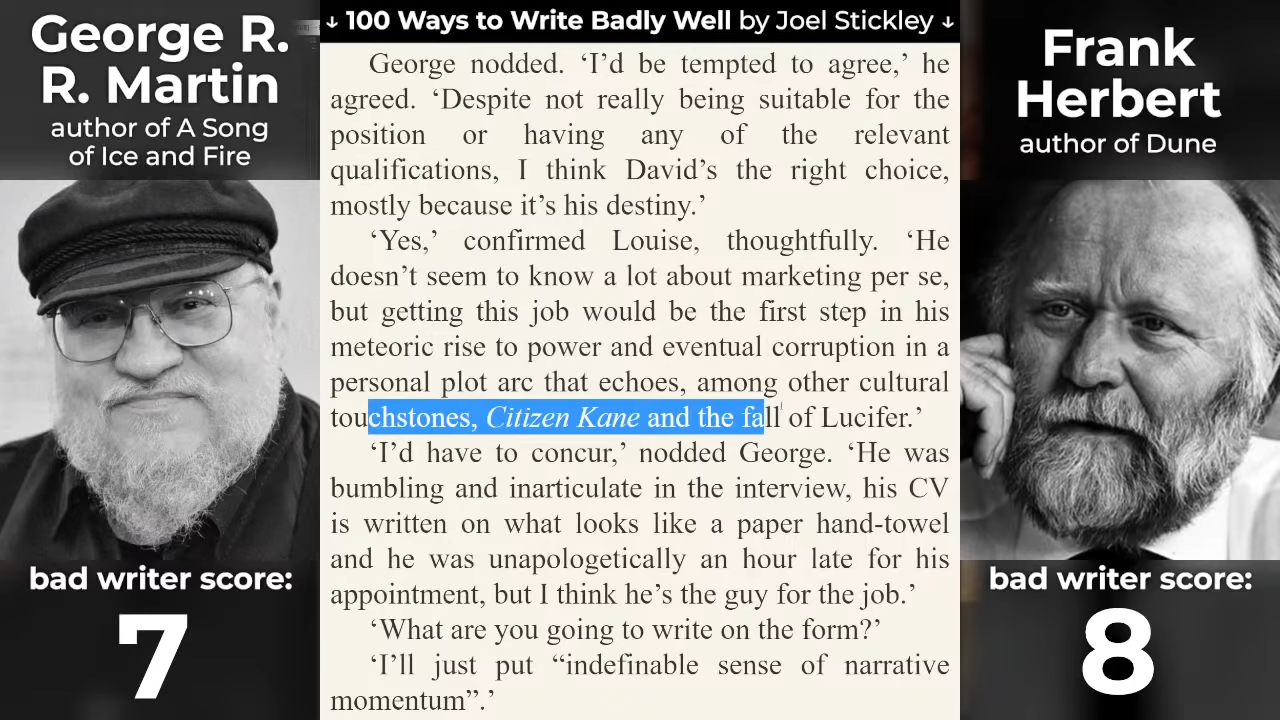 George R.
R. Martin
author of A Song
of Ice and Fire
bad writer score:
7
↓ 100 Ways to Write Badly Well by Joel Stickley ↓
George nodded. ‘I’d be tempted to agree,’ he
agreed. ‘Despite not really being suitable for the
position or having any of the relevant
qualifications, I think David’s the right choice,
mostly because it’s his destiny.’
‘Yes,’ confirmed Louise, thoughtfully. ‘He
doesn’t seem to know a lot about marketing per se,
but getting this job would be the first step in his
meteoric rise to power and eventual corruption in a
personal plot arc that echoes, among other cultural
touchstones, Citizen Kane and the fall of Lucifer.’
‘I’d have to concur,’ nodded George. ‘He was
bumbling and inarticulate in the interview, his CV
is written on what looks like a paper hand-towel
and he was unapologetically an hour late for his
appointment, but I think he’s the guy for the job.’
‘What are you going to write on the form?’
‘I’ll just put “indefinable sense of narrative
momentum”.’
Frank
Herbert
author of Dune
bad writer score:
8